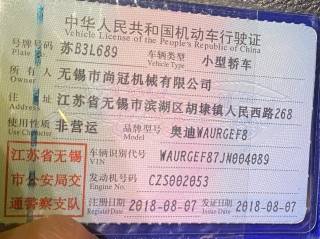 中华人民共和国机动车行驶证
Vehicle License of the People's Republic of China
号牌号码 苏B3L689 车辆类型 小型轿车
Plate No. Vehicle Type
所有人 无锡市尚冠机械有限公司
Owner
住址 江苏省无锡市滨湖区胡埭镇人民西路268
Address
使用性质 非营运 品牌型号 奥迪WAURGEF8
Use Character Model
江苏省无锡 车辆识别代号 WAURGEF87JN004089
VIN
市公安局交 发动机号码 CZS002053
Engine No.
通警察支队 注册日期 2018-08-07 发证日期 2018-08-07
Register Date Issue Date